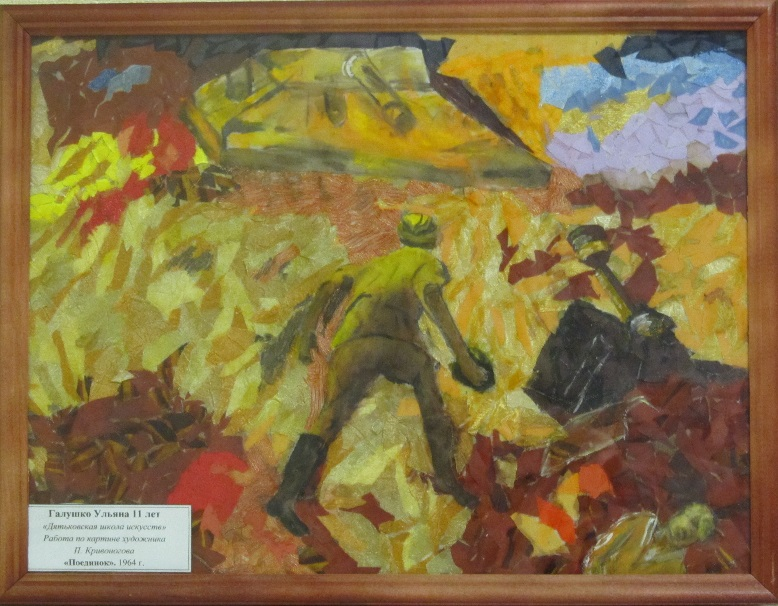 Галушко Ульяна 11 лет
«Дятьковская школа искусств»
Работа по картине художника
П. Кривоногова
«Поединок». 1964 г.